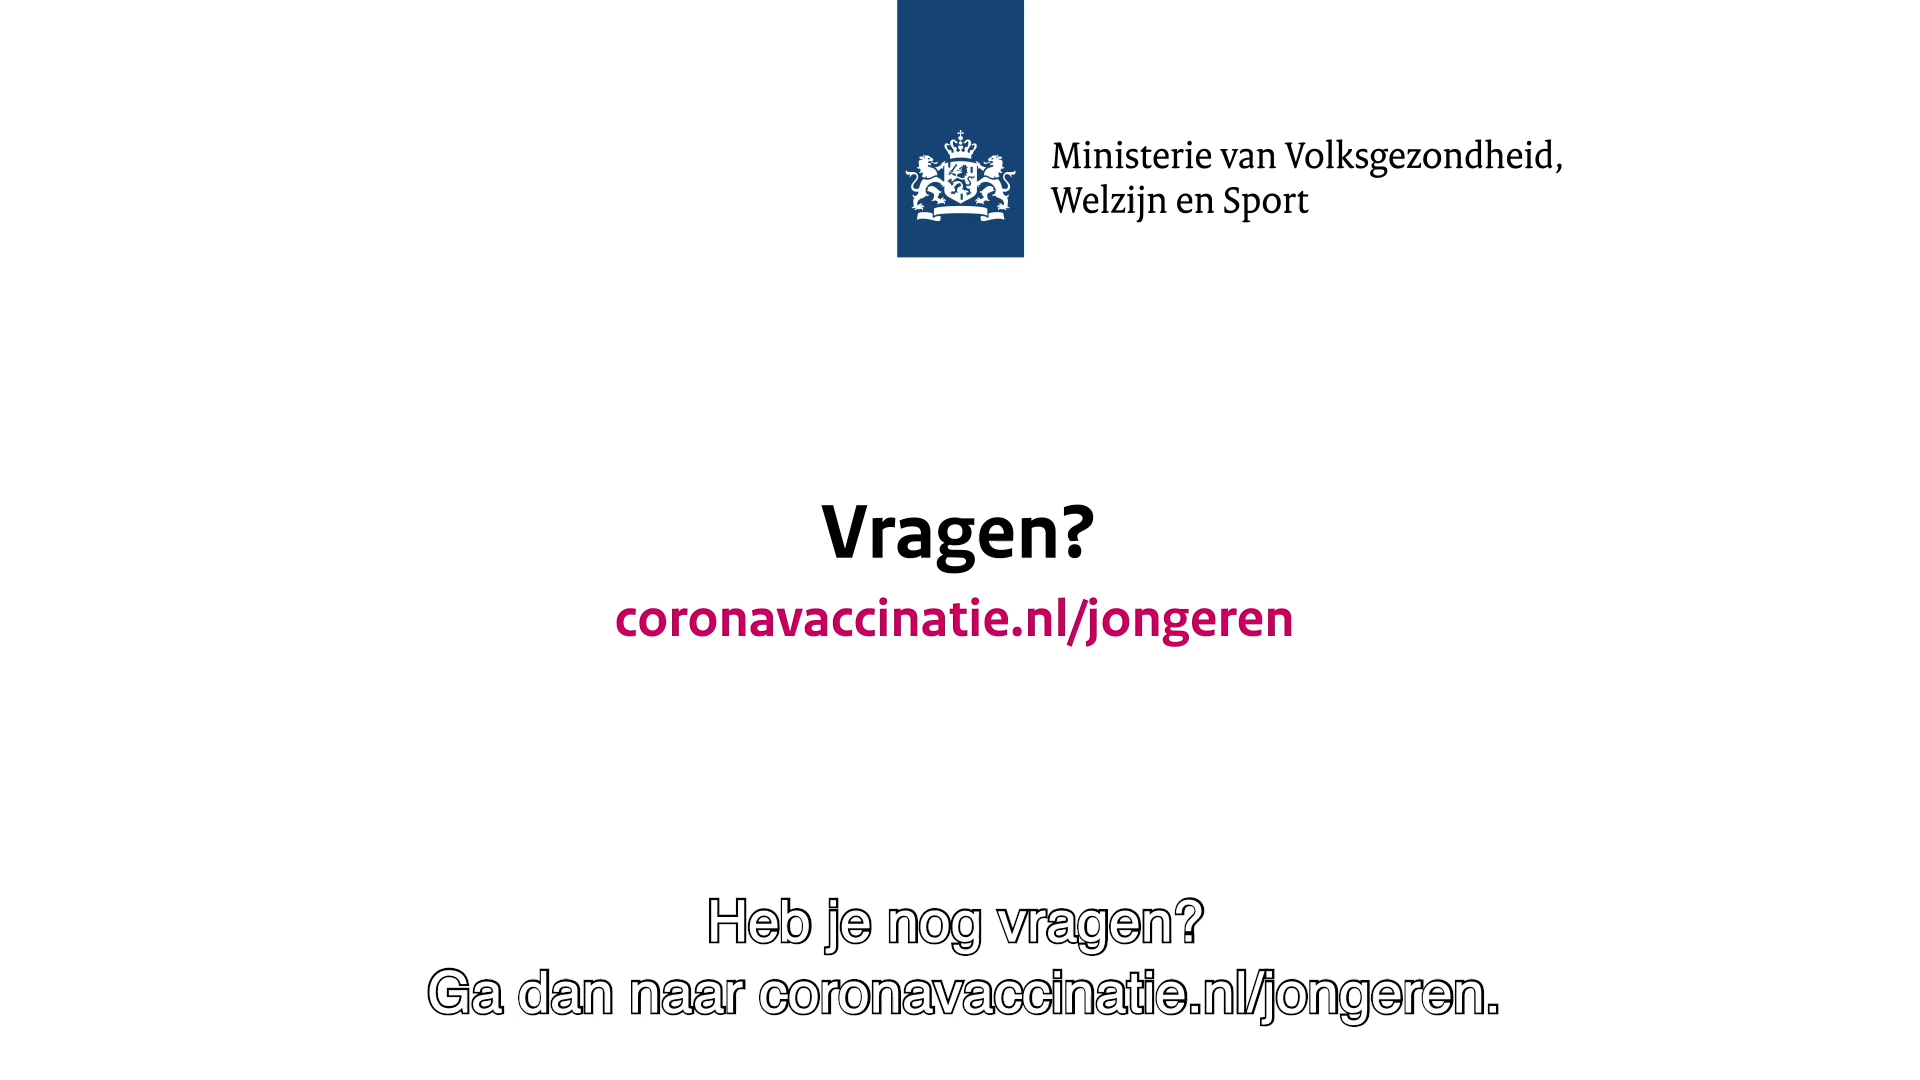 Ministerie van Volksgezondheid,
Welzijn en Sport
Vragen?
coronavaccinatie.nl/jongeren
Heb je nog vragen?
Ga dan naar coronavaccinatie.nl/jongeren.